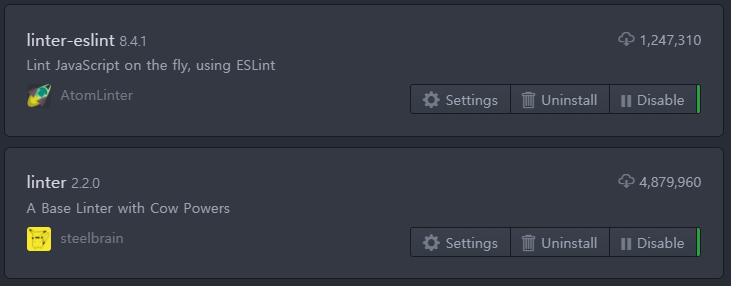 linter-eslint 8.4.1 1,247,310
Lint JavaScript on the fly, using ESLint
AtomLinter Settings Uninstall Disable
linter 2.2.0 4,879,960
A Base Linter with Cow Powers
steelbrain Settings Uninstall Disable